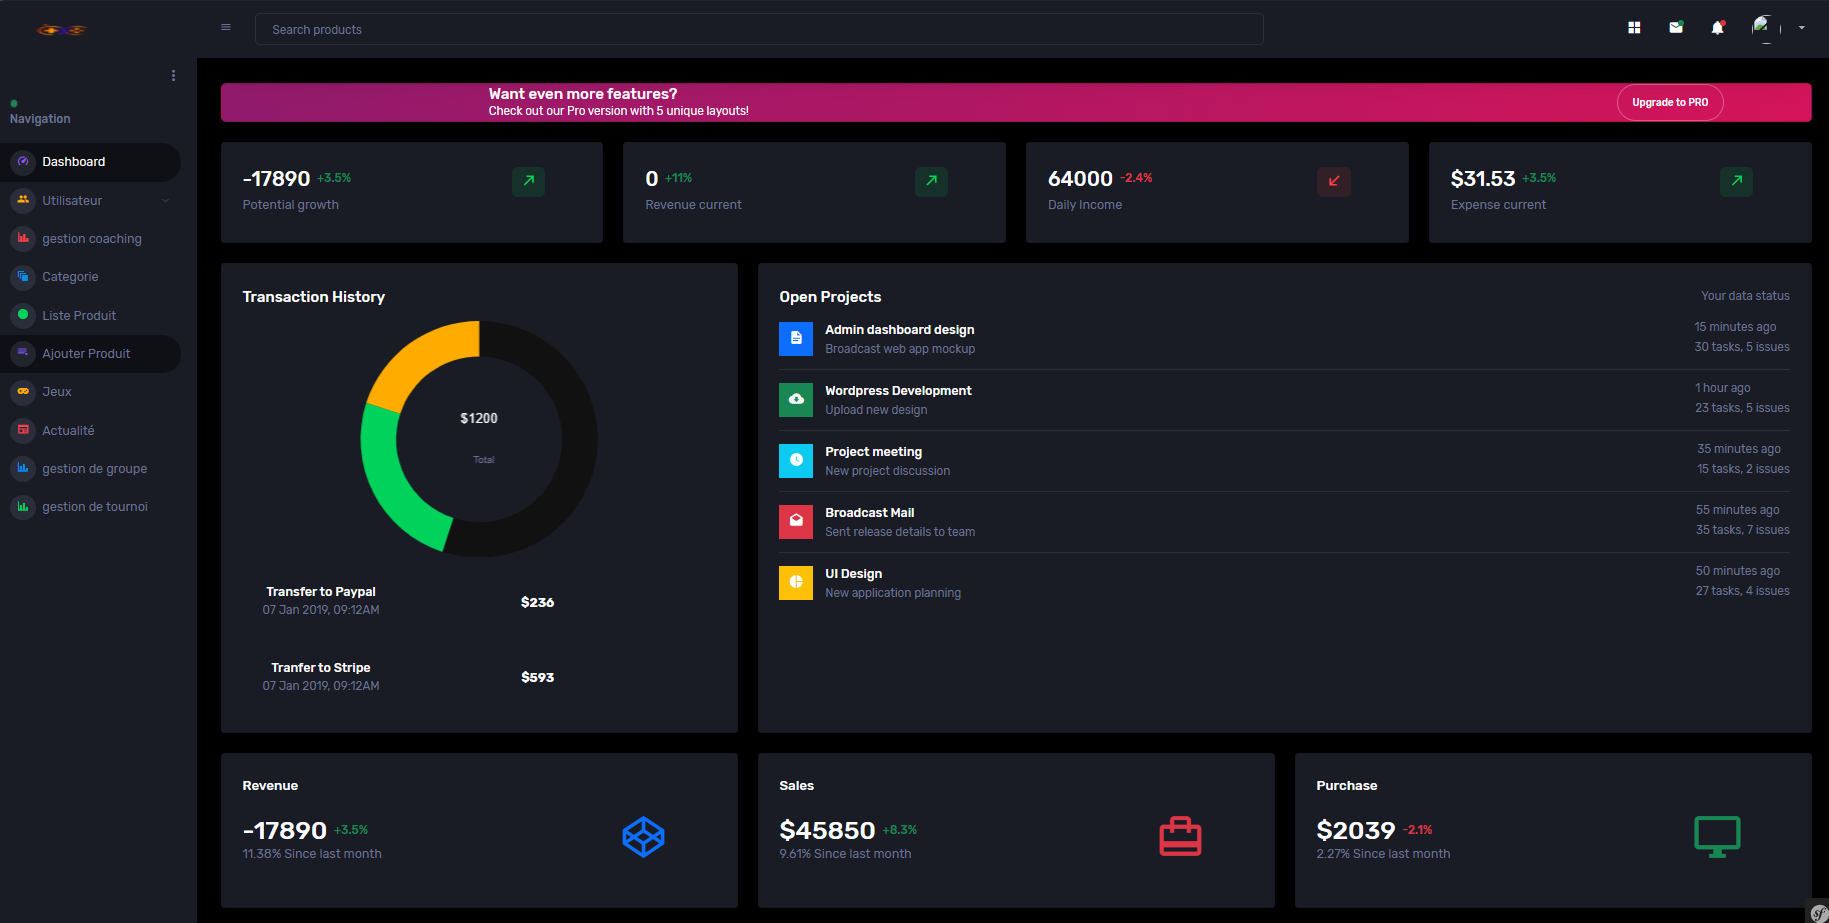 Search products
Navigation
Dashboard
Utilisateur
gestion coaching
Categorie
Liste Produit
Ajouter Produit
Jeux
Actualité
gestion de groupe
gestion de tournoi
Want even more features?
Check out our Pro version with 5 unique layouts!
Upgrade to PRO
-17890 +3.5%
Potential growth
0 +11%
Revenue current
64000 -2.4%
Daily Income
$31.53 +3.5%
Expense current
Transaction History
$1200
Total
Transfer to Paypal
07 Jan 2019, 09:12AM
$236
Tranfer to Stripe
07 Jan 2019, 09:12AM
$593
Open Projects
Your data status
Admin dashboard design
Broadcast web app mockup
15 minutes ago
30 tasks, 5 issues
Wordpress Development
Upload new design
1 hour ago
23 tasks, 5 issues
Project meeting
New project discussion
35 minutes ago
15 tasks, 2 issues
Broadcast Mail
Sent release details to team
55 minutes ago
35 tasks, 7 issues
UI Design
New application planning
50 minutes ago
27 tasks, 4 issues
Revenue
-17890 +3.5%
11.38% Since last month
Sales
$45850 +8.3%
9.61% Since last month
Purchase
$2039 -2.1%
2.27% Since last month
sf